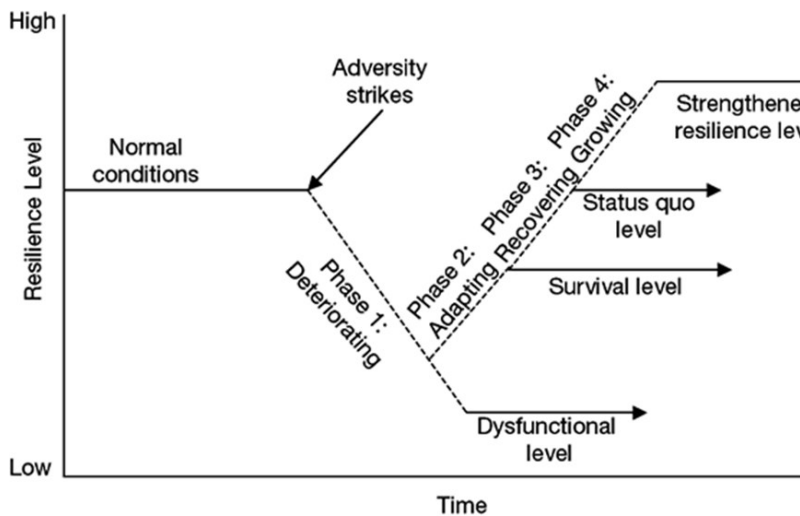 High
Adversity
strikes
Normal
conditions
Resilience Level
Phase 1:
Deteriorating
Phase 2: Phase 3: Phase 4:
Adapting Recovering Growing
Strengthene
resilience lev
Status quo
level
Survival level
Dysfunctional
level
Low
Time